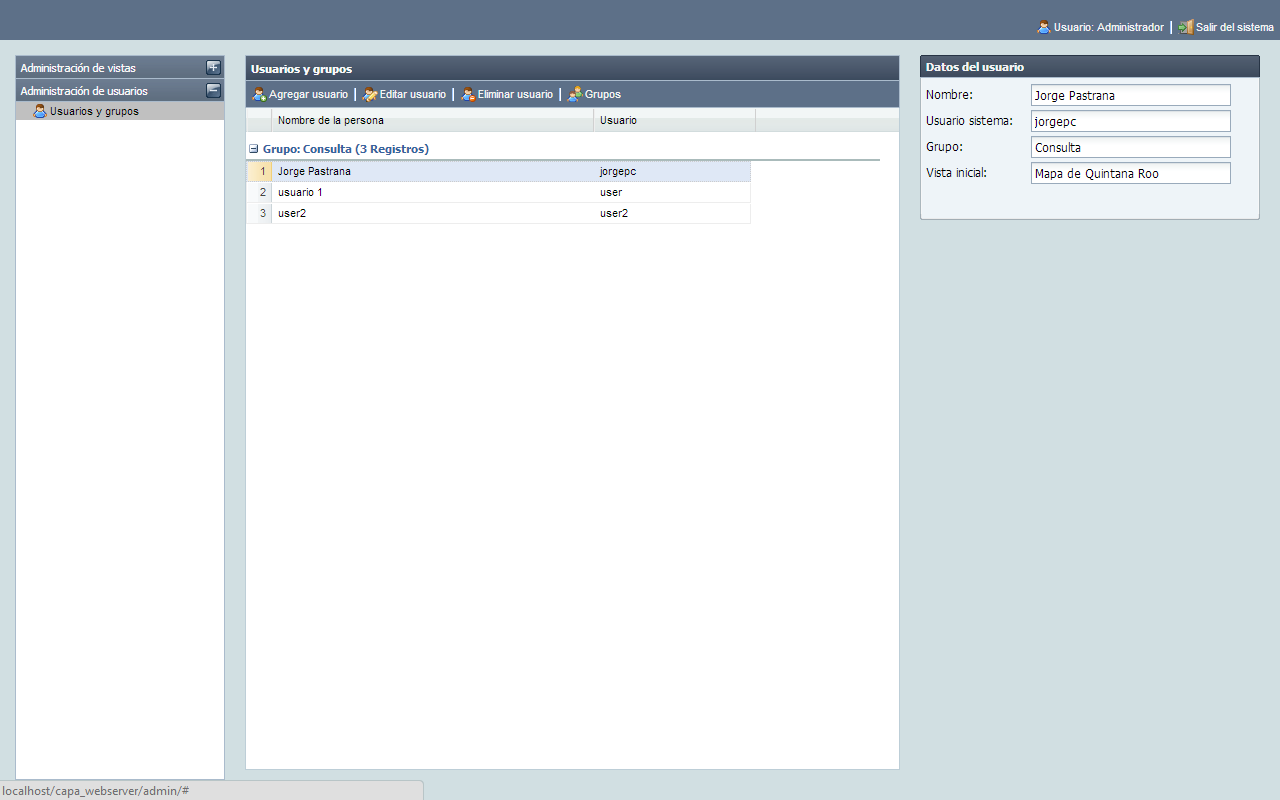 Usuario: Administrador | Salir del sistema
Administración de vistas
Administración de usuarios
Usuarios y grupos
Usuarios y grupos
Agregar usuario | Editar usuario | Eliminar usuario | Grupos
Nombre de la persona Usuario
Grupo: Consulta (3 Registros)
1 Jorge Pastrana jorgepc
2 usuario 1 user
3 user2 user2
Datos del usuario
Nombre: Jorge Pastrana
Usuario sistema: jorgepc
Grupo: Consulta
Vista inicial: Mapa de Quintana Roo
localhost/capa_webserver/admin/#